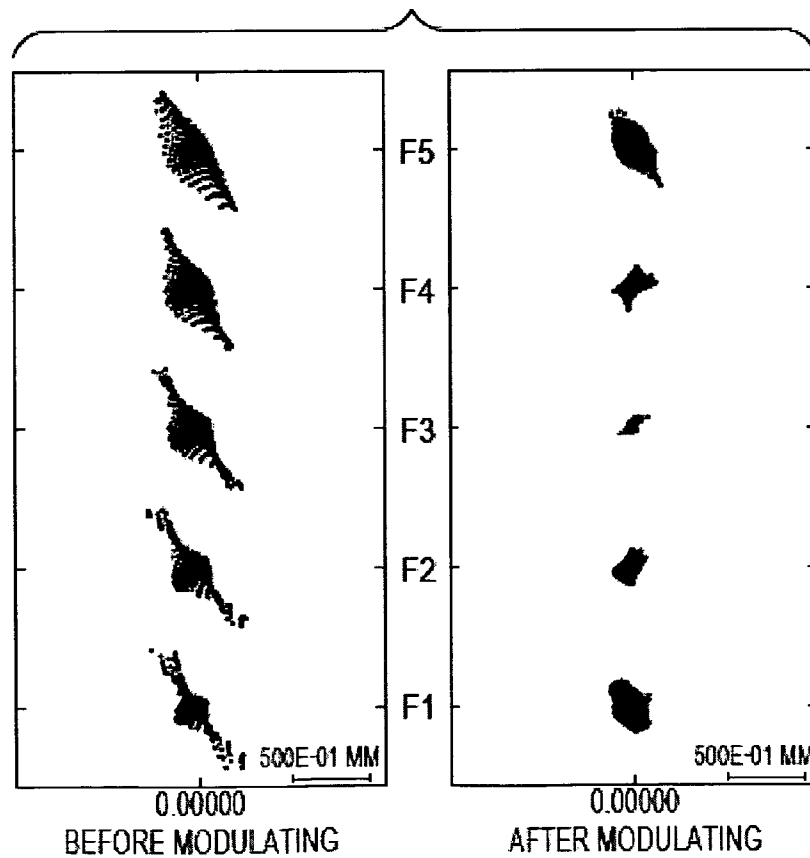 F5
F4
F3
F2
F1
500E-01 MM
500E-01 MM
0.00000
0.00000
BEFORE MODULATING
AFTER MODULATING